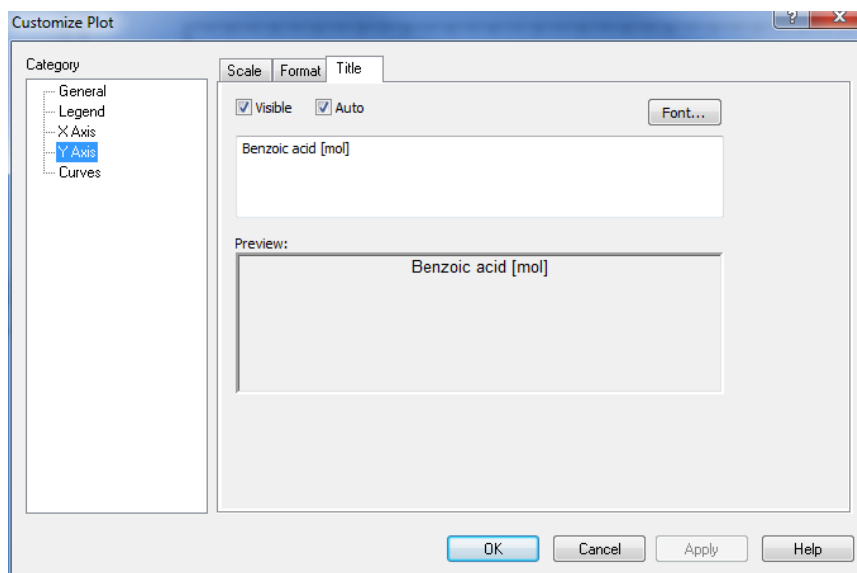 Customize Plot
?
X
Category
General
Legend
X Axis
Y Axis
Curves
Scale
Format
Title
Visible
Auto
Font...
Benzoic acid [mol]
Preview:
Benzoic acid [mol]
OK
Cancel
Apply
Help